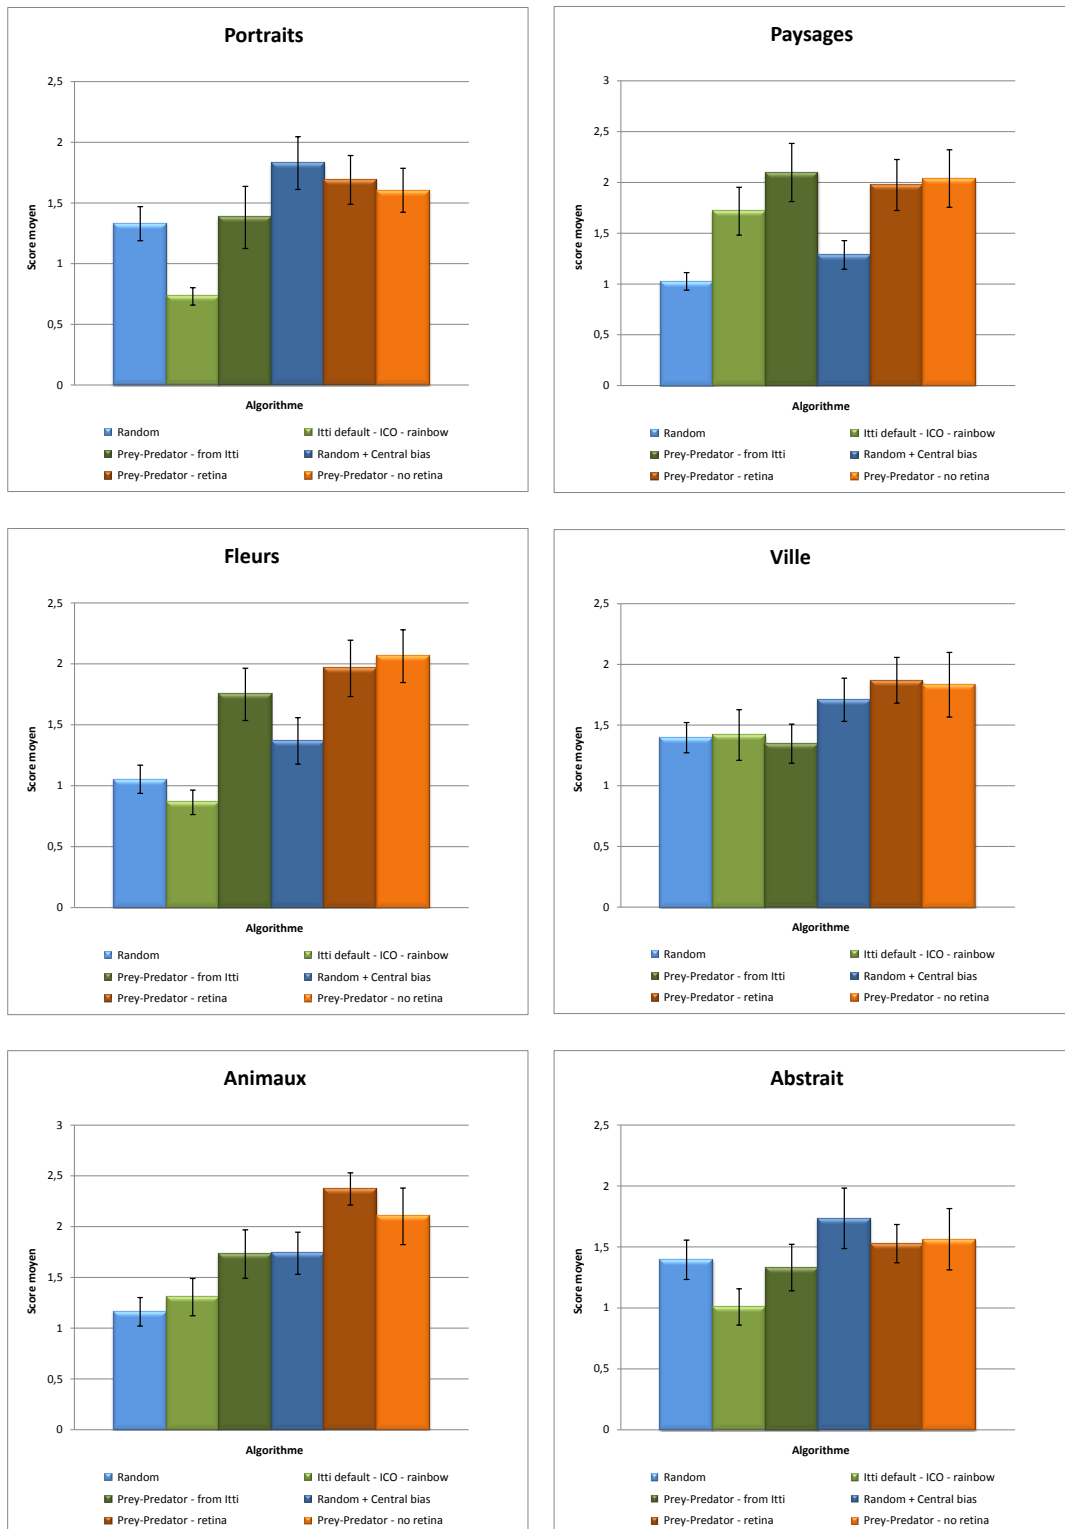 Portraits
2,5
2
1,5
1
0,5
0
Score moyen
Algorithme
Random
Itti default - ICO - rainbow
Prey-Predator - from Itti
Random + Central bias
Prey-Predator - retina
Prey-Predator - no retina
Paysages
3
2,5
2
1,5
1
0,5
0
score moyen
Algorithme
Random
Itti default - ICO - rainbow
Prey-Predator - from Itti
Random + Central bias
Prey-Predator - retina
Prey-Predator - no retina
Fleurs
2,5
2
1,5
1
0,5
0
Score moyen
Algorithme
Random
Itti default - ICO - rainbow
Prey-Predator - from Itti
Random + Central bias
Prey-Predator - retina
Prey-Predator - no retina
Ville
2,5
2
1,5
1
0,5
0
Score moyen
Algorithme
Random
Itti default - ICO - rainbow
Prey-Predator - from Itti
Random + Central bias
Prey-Predator - retina
Prey-Predator - no retina
Animaux
3
2,5
2
1,5
1
0,5
0
Score moyen
Algorithme
Random
Itti default - ICO - rainbow
Prey-Predator - from Itti
Random + Central bias
Prey-Predator - retina
Prey-Predator - no retina
Abstrait
2,5
2
1,5
1
0,5
0
Score moyen
Algorithme
Random
Itti default - ICO - rainbow
Prey-Predator - from Itti
Random + Central bias
Prey-Predator - retina
Prey-Predator - no retina